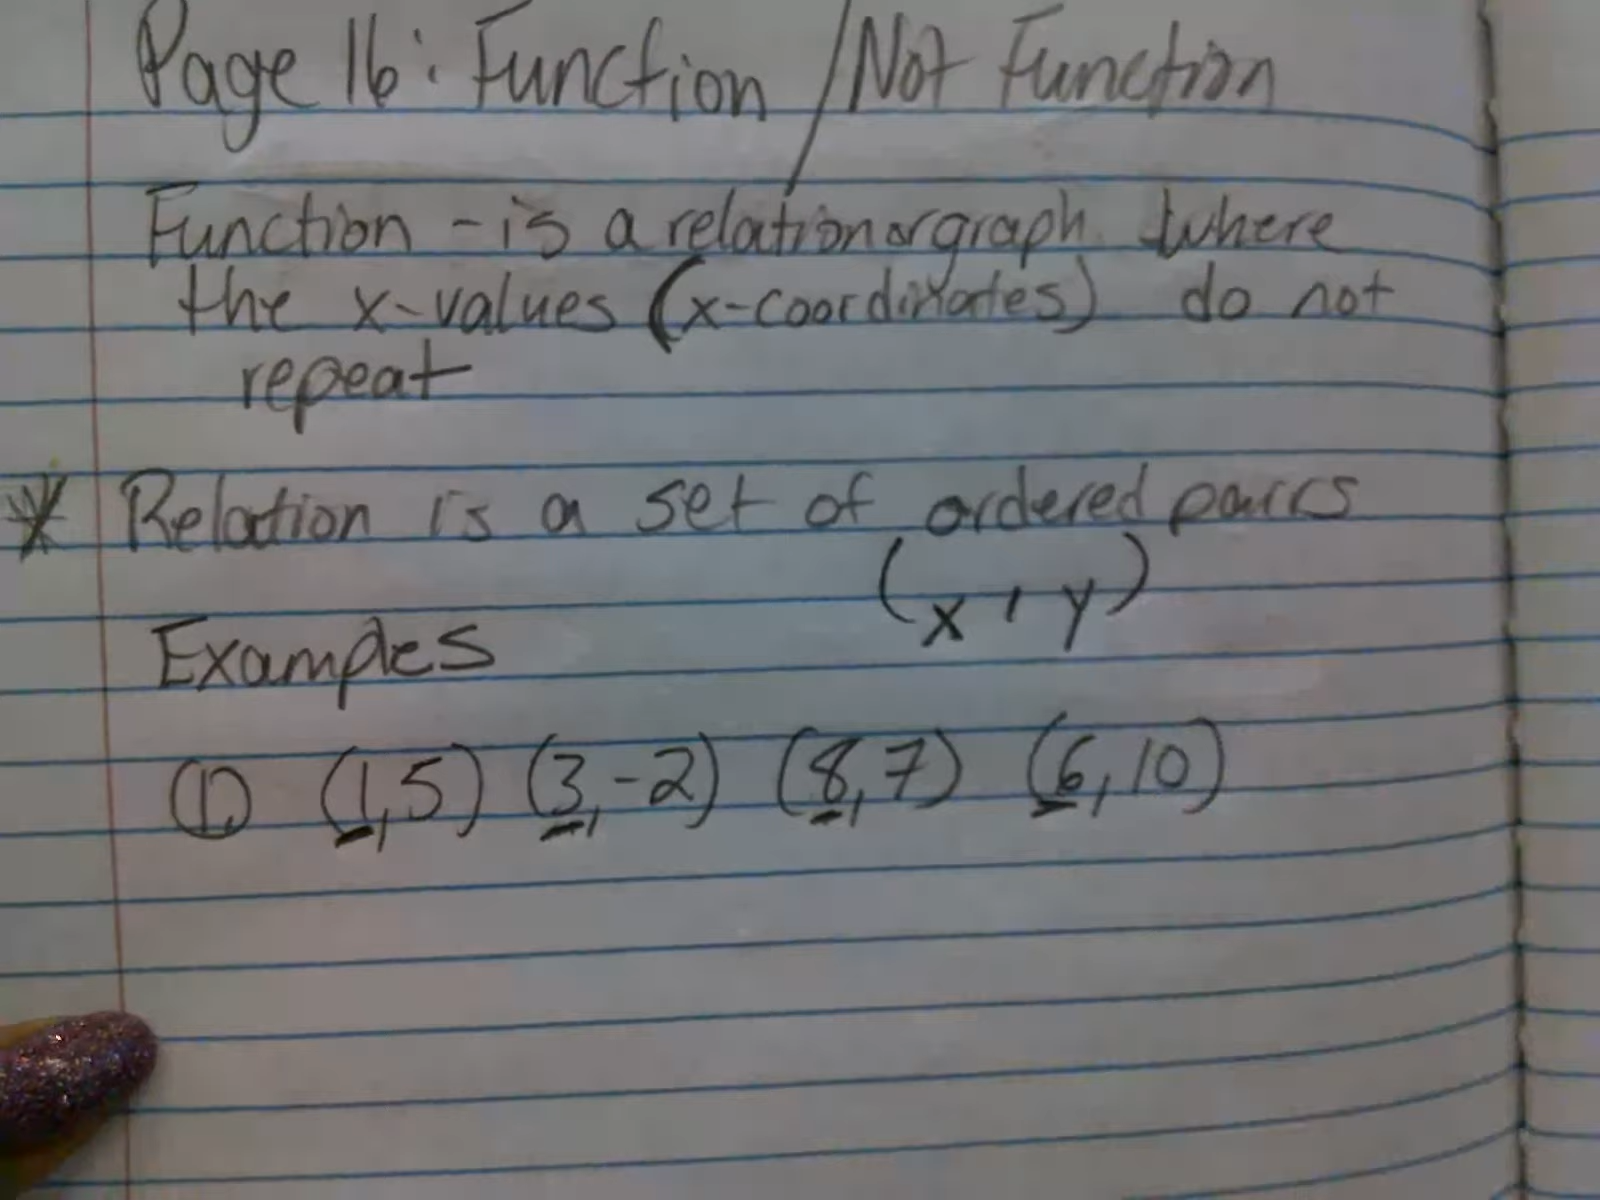 Page 16: Function / Not Function
Function - is a relation or graph where
the x-values (x-coordinates) do not
repeat
* Relation is a set of ordered pairs
(x, y)
Examples
① (1,5) (3,-2) (8,7) (6,10)